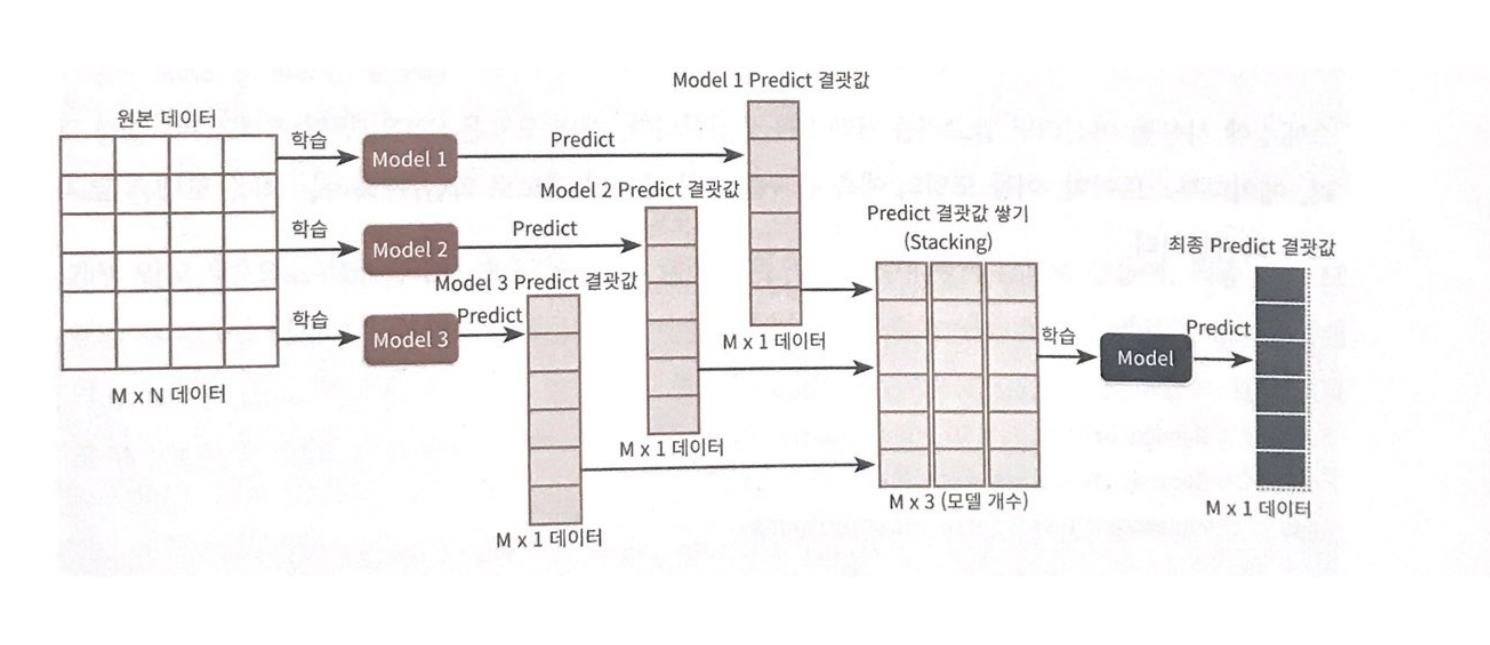 Model 1 Predict 결괏값
원본 데이터
학습
Model 1
Predict
Model 2 Predict 결괏값
학습
Model 2
Predict
Model 3 Predict 결괏값
학습
Model 3
Predict
M x N 데이터
M x 1 데이터
M x 1 데이터
M x 1 데이터
Predict 결괏값 쌓기
(Stacking)
M x 3 (모델 개수)
학습
Model
Predict
최종 Predict 결괏값
M x 1 데이터